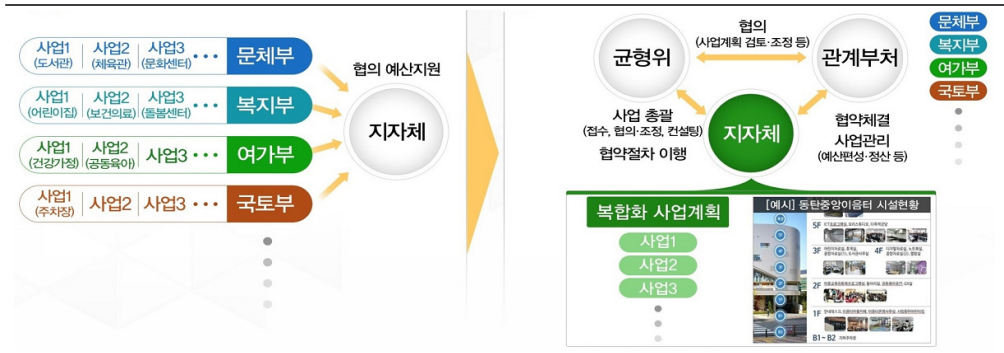 사업1 사업2 사업3 ··· 문체부
(도서관) (체육관) (문화센터)
사업1 사업2 사업3 ··· 복지부
(어린이집) (보건의료) (돌봄센터)
사업1 사업2 사업3 ··· 여가부
(건강가정) (공동육아)
사업1 사업2 사업3 ··· 국토부
(주차장)
협의 예산지원
지자체
균형위
협의
(사업계획 검토·조정 등)
관계부처
문체부
복지부
여가부
국토부
사업 총괄
(접수, 협의·조정, 컨설팅)
협약절차 이행
지자체
협약체결
사업관리
(예산편성·정산 등)
복합화 사업계획
사업1
사업2
사업3
[예시] 동탄중앙이음터 시설현황
5F
3F
4F
2F
1F
B1~B2 지하주차장